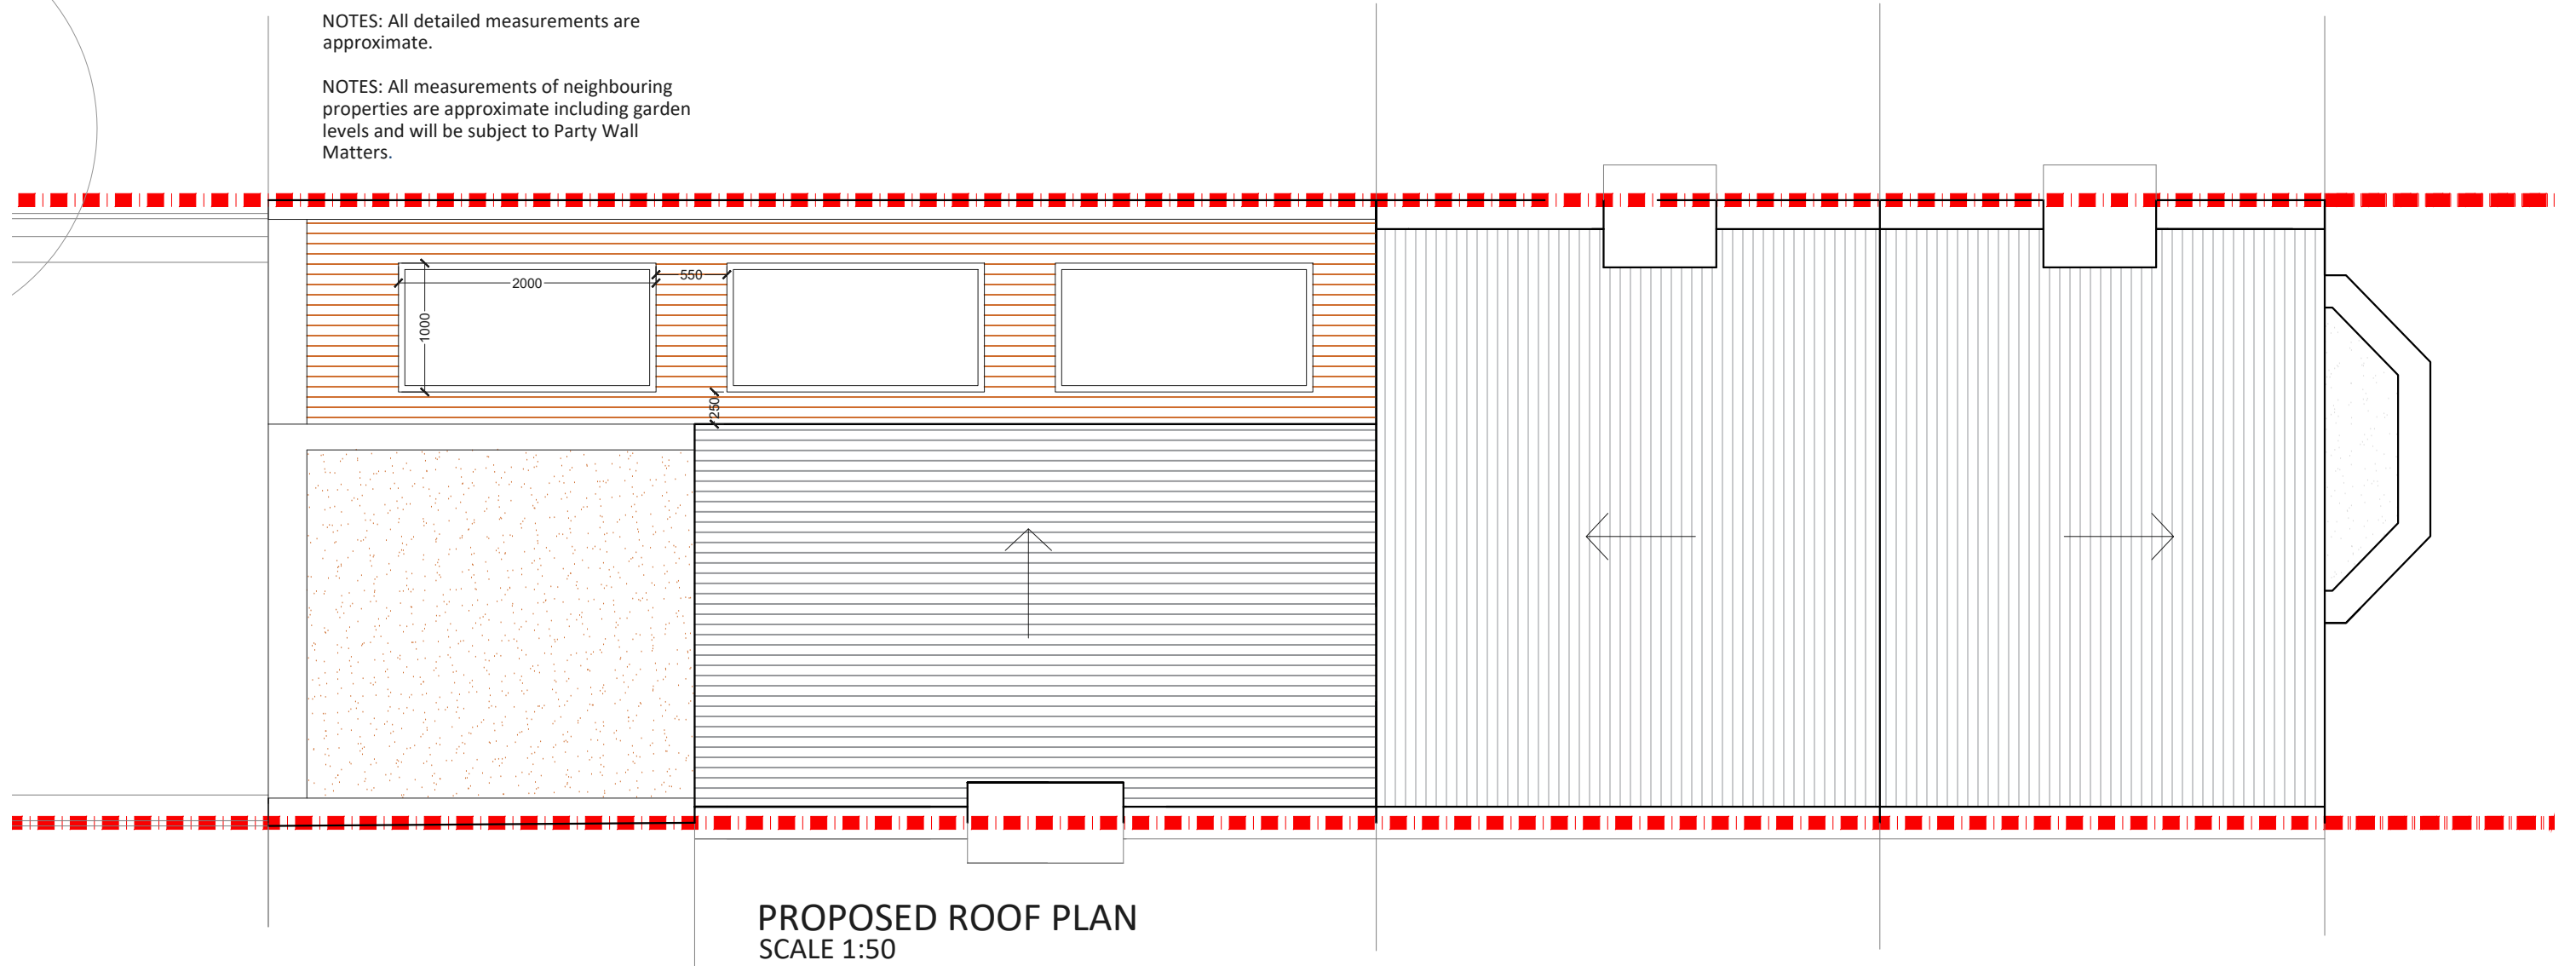 NOTES: All detailed measurements are
approximate.
NOTES: All measurements of neighbouring
properties are approximate including garden
levels and will be subject to Party Wall
Matters.
550
2000
1000
250
PROPOSED ROOF PLAN
SCALE 1:50